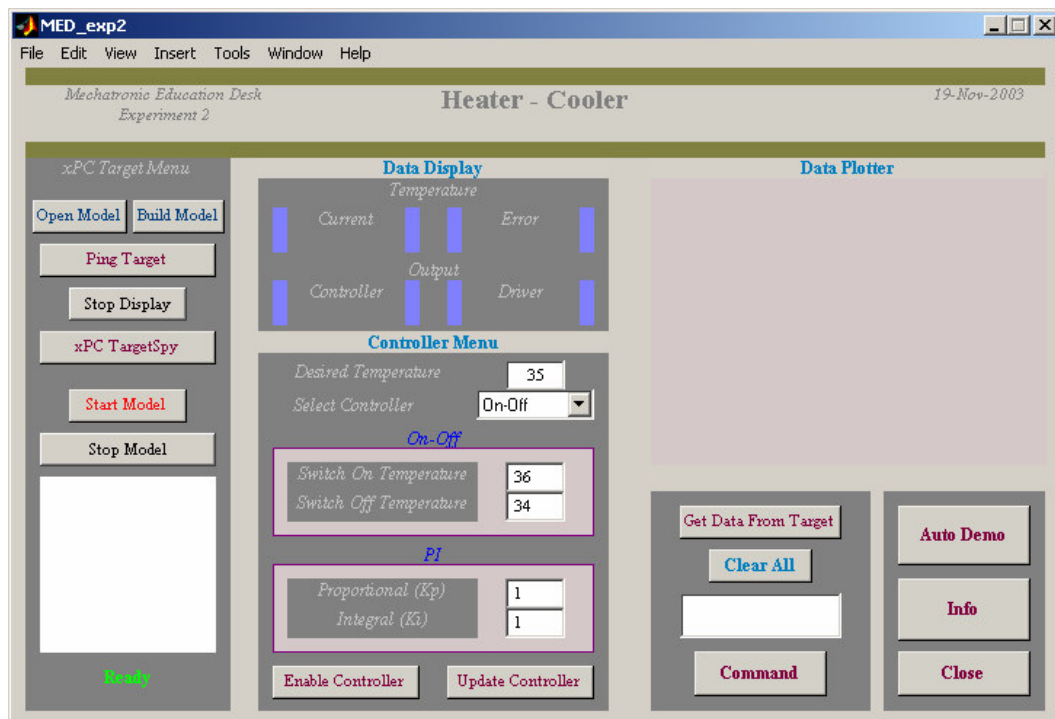 MED_exp2
File Edit View Insert Tools Window Help
Mechatronic Education Desk
Experiment 2
Heater - Cooler
19-Nov-2003
xPC Target Menu
Open Model Build Model
Ping Target
Stop Display
xPC TargetSpy
Start Model
Stop Model
Ready
Data Display
Temperature
Current Error
Output
Controller Driver
Controller Menu
Desired Temperature 35
Select Controller On-Off
On-Off
Switch On Temperature 36
Switch Off Temperature 34
PI
Proportional (Kp) 1
Integral (Ki) 1
Enable Controller Update Controller
Data Plotter
Get Data From Target
Clear All
Command
Auto Demo
Info
Close